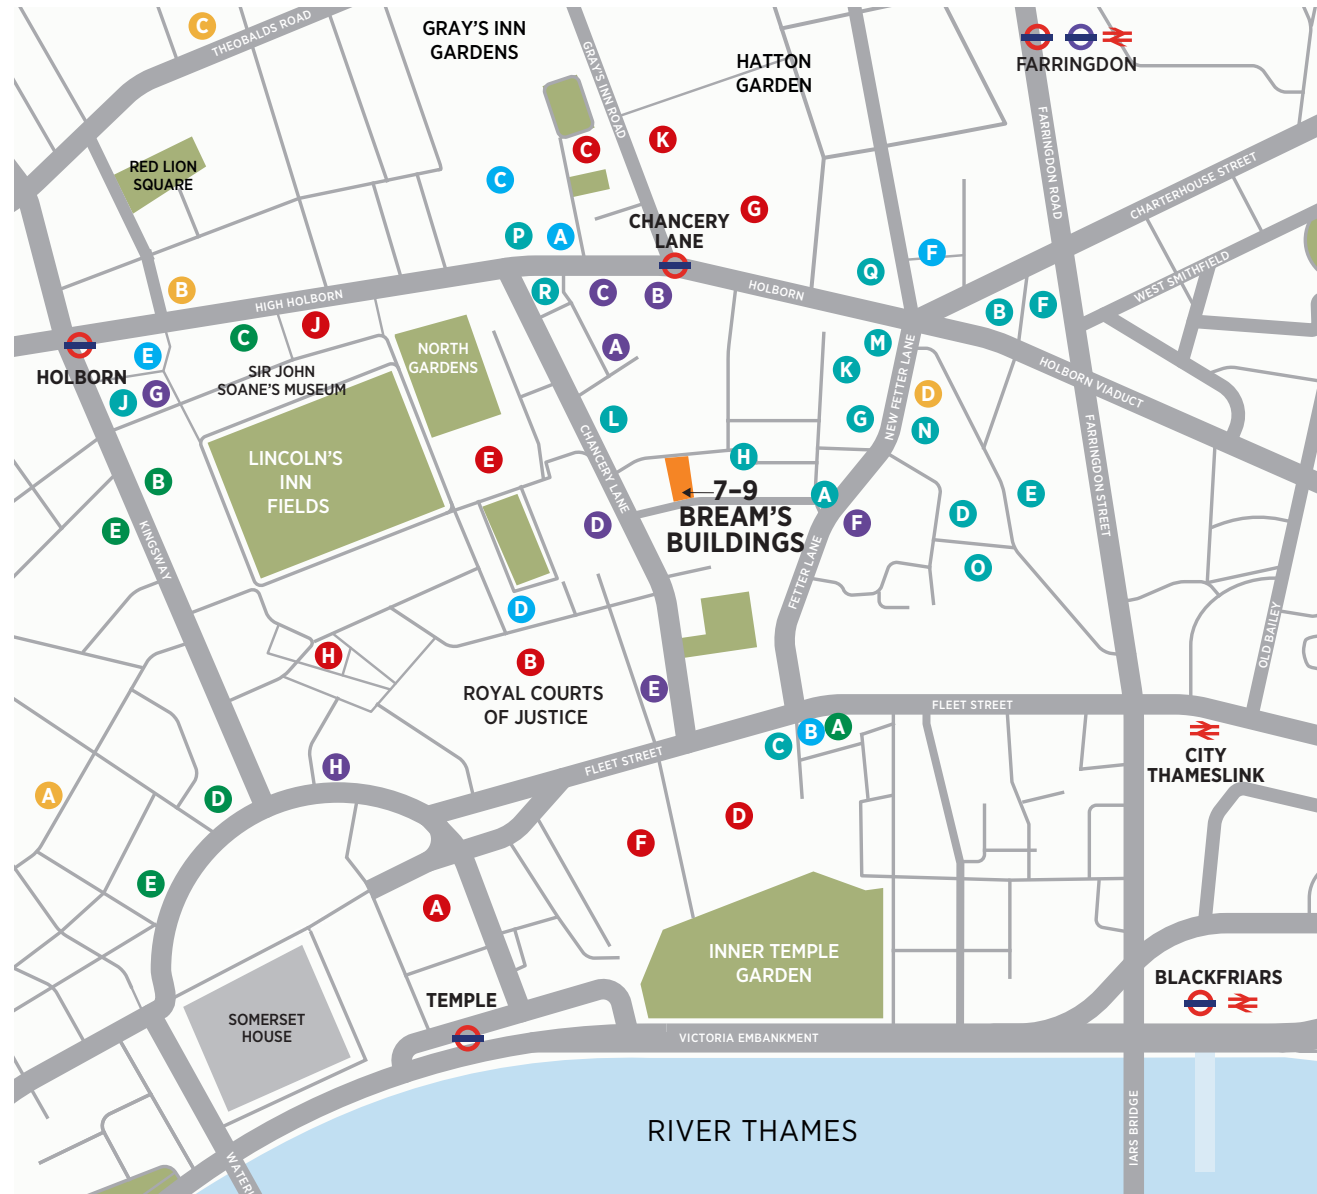 C
THEOBALDS ROAD
GRAY'S INN
GARDENS
GRAY'S INN ROAD
HATTON
GARDEN
FARRINGDON
FARRINGDON ROAD
CHARTERHOUSE STREET
WEST SMITHFIELD
RED LION
SQUARE
C
K
C
G
P
A
CHANCERY
LANE
F
Q
B
HIGH HOLBORN
R
C
B
HOLBORN
B
F
J
C
E
HOLBORN
SIR JOHN
SOANE'S MUSEUM
NORTH
GARDENS
A
M
K
NEW FETTER LANE
HOLBORN VIADUCT
D
J
G
L
G
N
CHANCERY LANE
FARRINGDON STREET
LINCOLN'S
INN
FIELDS
E
H
B
7–9
BREAM'S
BUILDINGS
A
E
D
F
D
E
KINGSWAY
O
FETTER LANE
D
OLD BAILEY
H
B
ROYAL COURTS
OF JUSTICE
E
FLEET STREET
C
B
A
CITY
THAMESLINK
FLEET STREET
H
A
D
D
F
E
A
INNER TEMPLE
GARDEN
BLACKFRIARS
TEMPLE
SOMERSET
HOUSE
VICTORIA EMBANKMENT
RIVER THAMES
IARS BRIDGE
WATERL